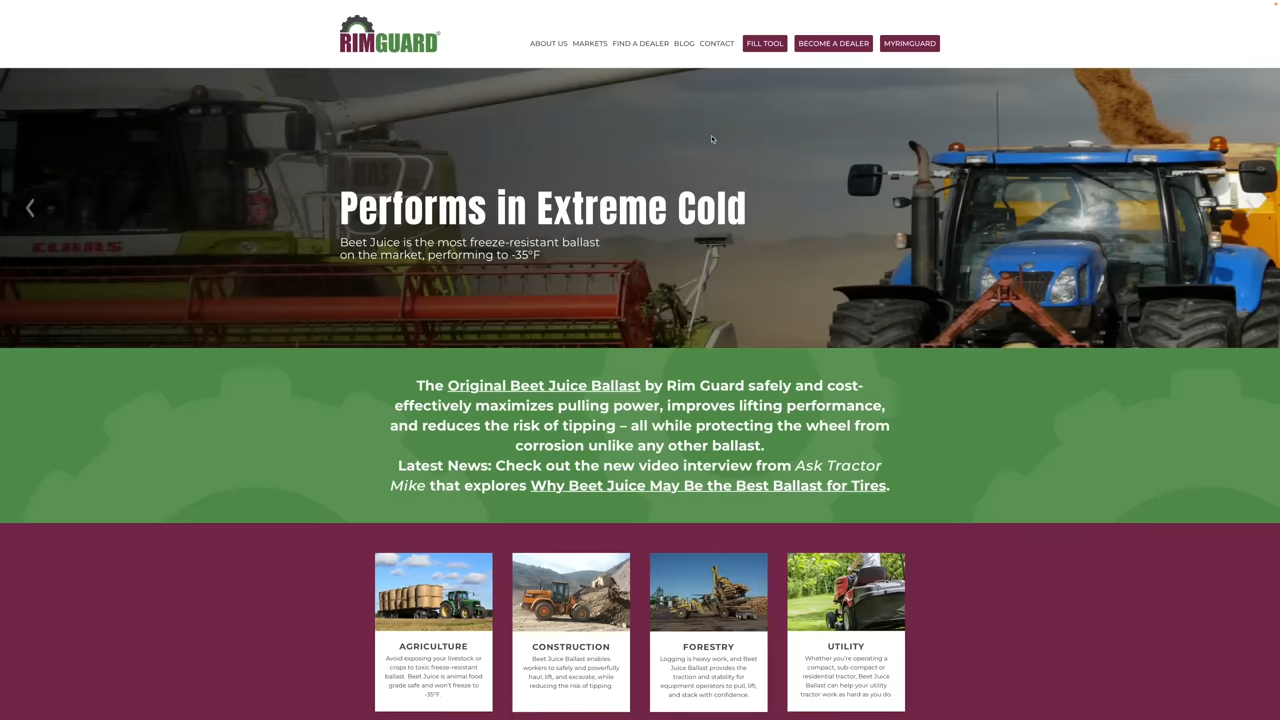 RIMGUARD®
ABOUT US MARKETS FIND A DEALER BLOG CONTACT FILL TOOL BECOME A DEALER MYRIMGUARD
CLAAS
Performs in Extreme Cold
Beet Juice is the most freeze-resistant ballast
on the market, performing to -35°F
The Original Beet Juice Ballast by Rim Guard safely and cost-
effectively maximizes pulling power, improves lifting performance,
and reduces the risk of tipping – all while protecting the wheel from
corrosion unlike any other ballast.
Latest News: Check out the new video interview from Ask Tractor
Mike that explores Why Beet Juice May Be the Best Ballast for Tires.
AGRICULTURE
Avoid exposing your livestock or
crops to toxic freeze-resistant
ballast. Beet Juice is animal food
grade safe and won't freeze to
-35°F.
CONSTRUCTION
Beet Juice Ballast enables
workers to safely and powerfully
haul, lift, and excavate, while
reducing the risk of tipping.
FORESTRY
Logging is heavy work, and Beet
Juice Ballast provides the
traction and stability for
equipment operators to pull, lift,
and stack with confidence.
UTILITY
Whether you're operating a
compact, sub-compact or
residential tractor, Beet Juice
Ballast can help your utility
tractor work as hard as you do.